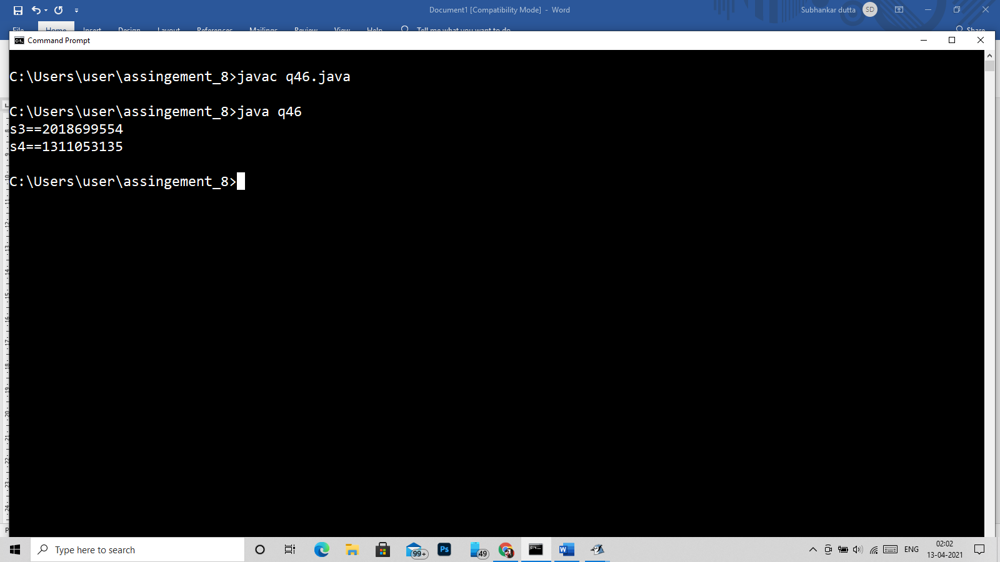 Document1 [Compatibility Mode] - Word
Subhankar dutta SD
File Home Insert Design Layout References Mailings Review View Help Tell me what you want to do Share
Command Prompt
C:\Users\user\assingement_8>javac q46.java
C:\Users\user\assingement_8>java q46
s3==2018699554
s4==1311053135
C:\Users\user\assingement_8>
Type here to search
99+
Ps
49
W
ENG
02:02
13-04-2021